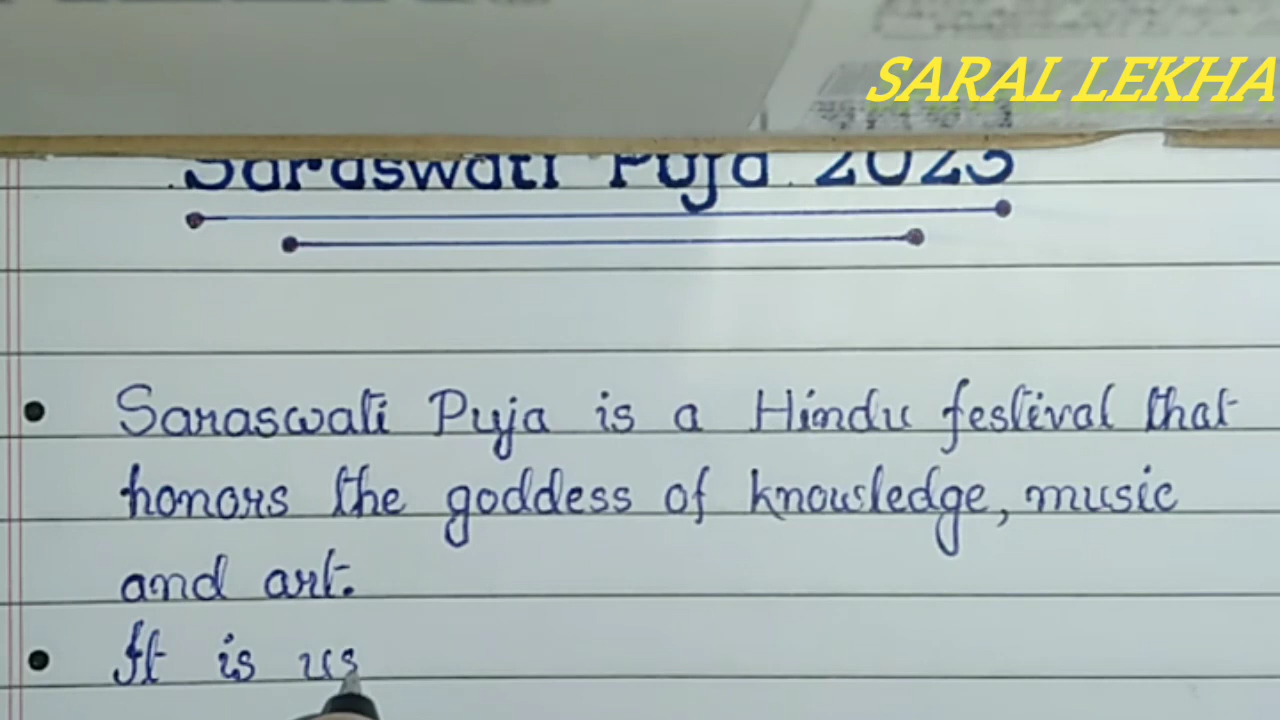 SARAL LEKHA
Saraswati Puja 2023
Saraswati Puja is a Hindu festival that
honors the goddess of knowledge, music
and art.
It is us